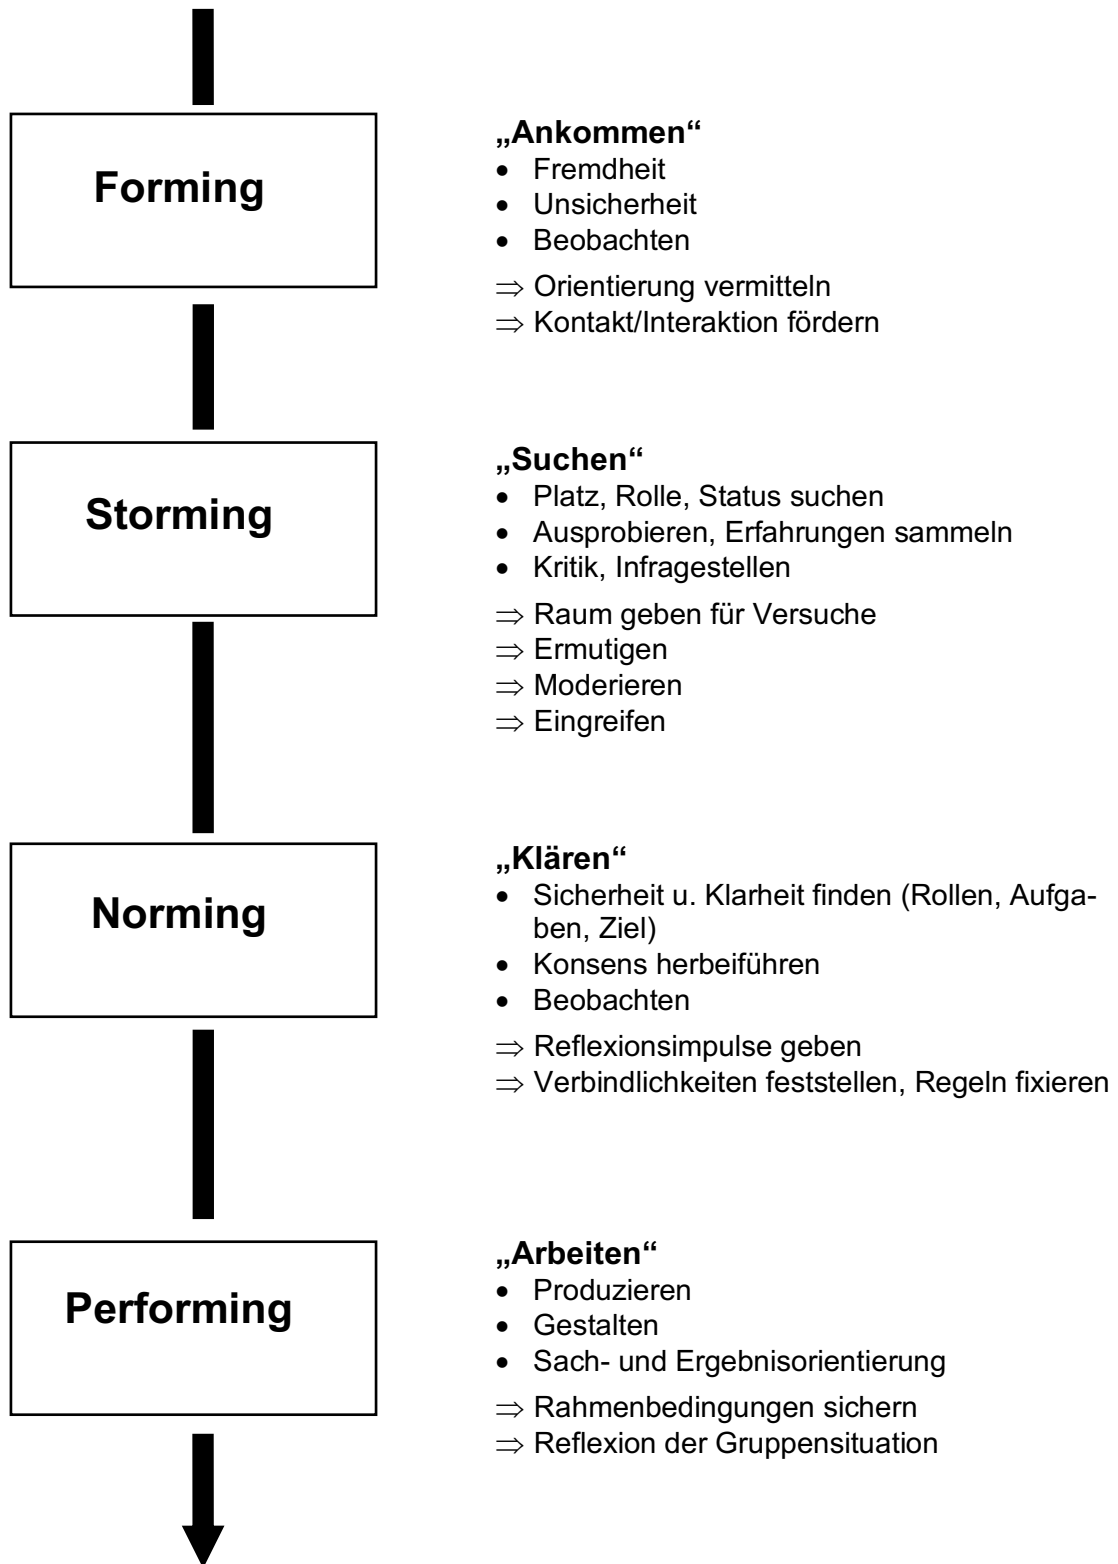 Forming
„Ankommen“
• Fremdheit
• Unsicherheit
• Beobachten
⇒ Orientierung vermitteln
⇒ Kontakt/Interaktion fördern
Storming
„Suchen“
• Platz, Rolle, Status suchen
• Ausprobieren, Erfahrungen sammeln
• Kritik, Infragestellen
⇒ Raum geben für Versuche
⇒ Ermutigen
⇒ Moderieren
⇒ Eingreifen
Norming
„Klären“
• Sicherheit u. Klarheit finden (Rollen, Aufga-
ben, Ziel)
• Konsens herbeiführen
• Beobachten
⇒ Reflexionsimpulse geben
⇒ Verbindlichkeiten feststellen, Regeln fixieren
Performing
„Arbeiten“
• Produzieren
• Gestalten
• Sach- und Ergebnisorientierung
⇒ Rahmenbedingungen sichern
⇒ Reflexion der Gruppensituation